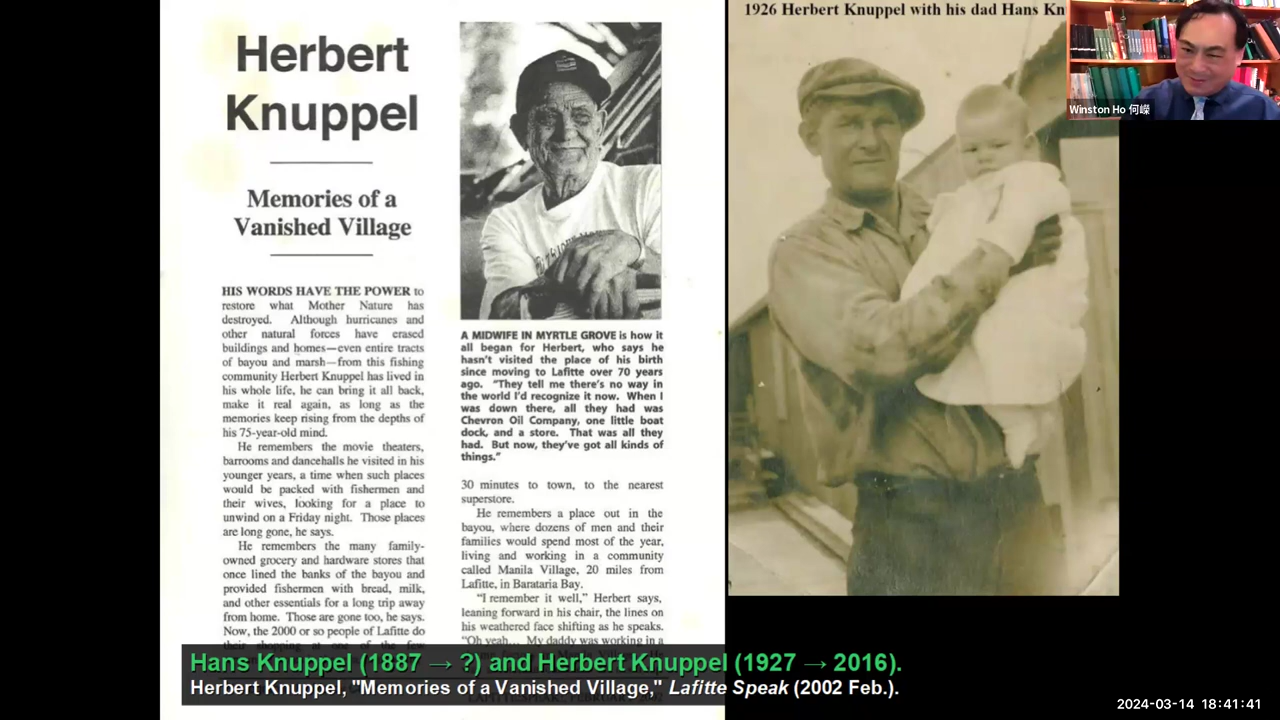 Herbert
Knuppel
Memories of a
Vanished Village
HIS WORDS HAVE THE POWER to
restore what Mother Nature has
destroyed. Although hurricanes and
other natural forces have erased
buildings and homes—even entire tracts
of bayou and marsh—from this fishing
community Herbert Knuppel has lived in
his whole life, he can bring it all back,
make it real again, as long as the
memories keep rising from the depths of
his 75-year-old mind.
He remembers the movie theaters,
barrooms and dancehalls he visited in his
younger years, a time when such places
would be packed with fishermen and
their wives, looking for a place to
unwind on a Friday night. Those places
are long gone, he says.
He remembers the many family-
owned grocery and hardware stores that
once lined the banks of the bayou and
provided fishermen with bread, milk,
and other essentials for a long trip away
from home. Those are gone too, he says.
Now, the 2000 or so people of Lafitte do
their shopping at one of the few
A MIDWIFE IN MYRTLE GROVE is how it
all began for Herbert, who says he
hasn't visited the place of his birth
since moving to Lafitte over 70 years
ago. "They tell me there's no way in
the world I'd recognize it now. When I
was down there, all they had was
Chevron Oil Company, one little boat
dock, and a store. That was all they
had. But now, they've got all kinds of
things."
30 minutes to town, to the nearest
superstore.
He remembers a place out in the
bayou, where dozens of men and their
families would spend most of the year,
living and working in a community
called Manila Village, 20 miles from
Lafitte, in Barataria Bay.
"I remember it well," Herbert says,
leaning forward in his chair, the lines on
his weathered face shifting as he speaks.
"Oh yeah... My daddy was working in a
1926 Herbert Knuppel with his dad Hans Kn
Winston Ho 何嶸
Hans Knuppel (1887 → ?) and Herbert Knuppel (1927 → 2016).
Herbert Knuppel, "Memories of a Vanished Village," Lafitte Speak (2002 Feb.).
2024-03-14 18:41:41